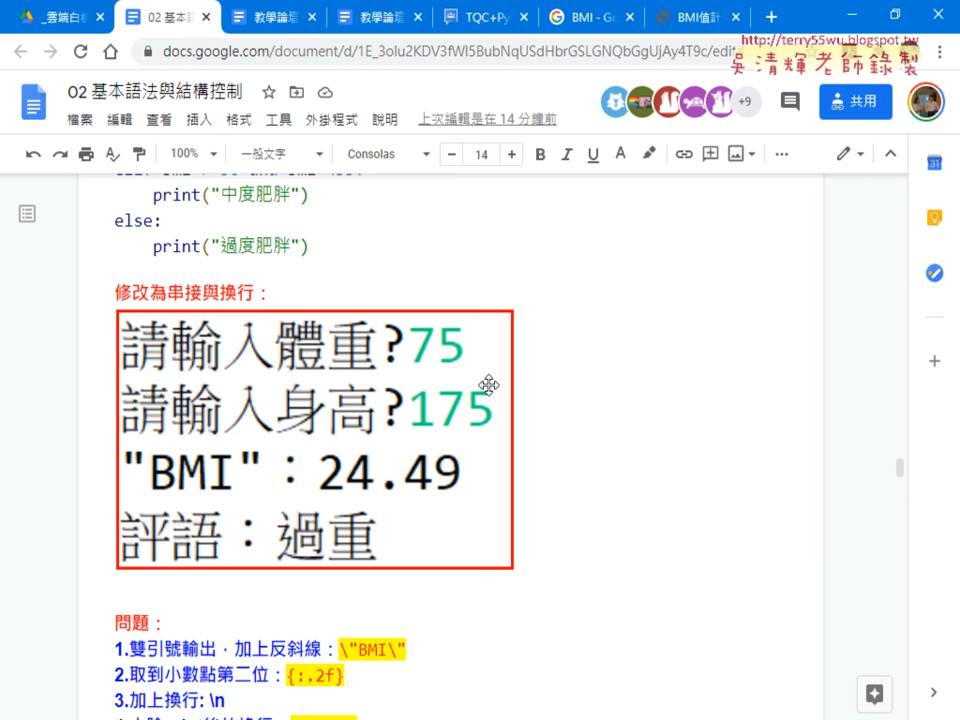 _雲端白板
02 基本語
教學論壇
教學論壇
TQC+Py
BMI - Go
BMI值計
docs.google.com/document/d/1E_3olu2KDV3fWI5BubNqUSdHbrGSLGNQbGgUjAy4T9c/edi
http://terry55wu.blogspot.tw
吳清輝老師錄製
02 基本語法與結構控制
+9
共用
檔案 編輯 查看 插入 格式 工具 外掛程式 說明 上次編輯是在 14 分鐘前
100% 一般文字 Consolas 14 B I U A
print("中度肥胖")
else:
print("過度肥胖")
修改為串接與換行：
請輸入體重?75
請輸入身高?175
"BMI"：24.49
評語：過重
問題：
1.雙引號輸出，加上反斜線：\"BMI\"
2.取到小數點第二位：{:.2f}
3.加上換行: \n